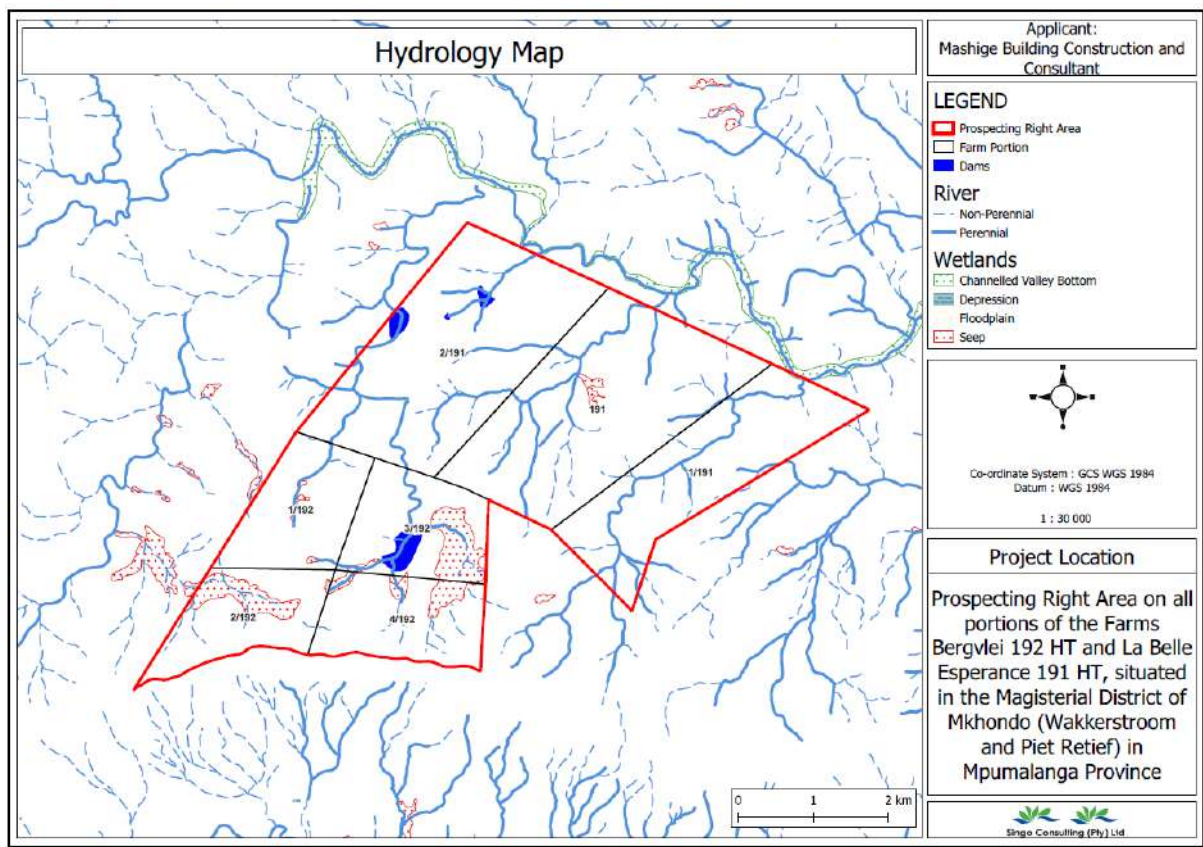 Hydrology Map
Applicant:
Mashige Building Construction and
Consultant
LEGEND
Prospecting Right Area
Farm Portion
Dams
River
Non-Perennial
Perennial
Wetlands
Channelled Valley Bottom
Depression
Floodplain
Seep
2/191
191
1/191
1/192
3/192
2/192
4/192
Co-ordinate System : GCS WGS 1984
Datum : WGS 1984
1 : 30 000
Project Location
Prospecting Right Area on all
portions of the Farms
Bergvlei 192 HT and La Belle
Esperance 191 HT, situated
in the Magisterial District of
Mkhondo (Wakkerstroom
and Piet Retief) in
Mpumalanga Province
0 1 2 km
Singo Consulting (Pty) Ltd